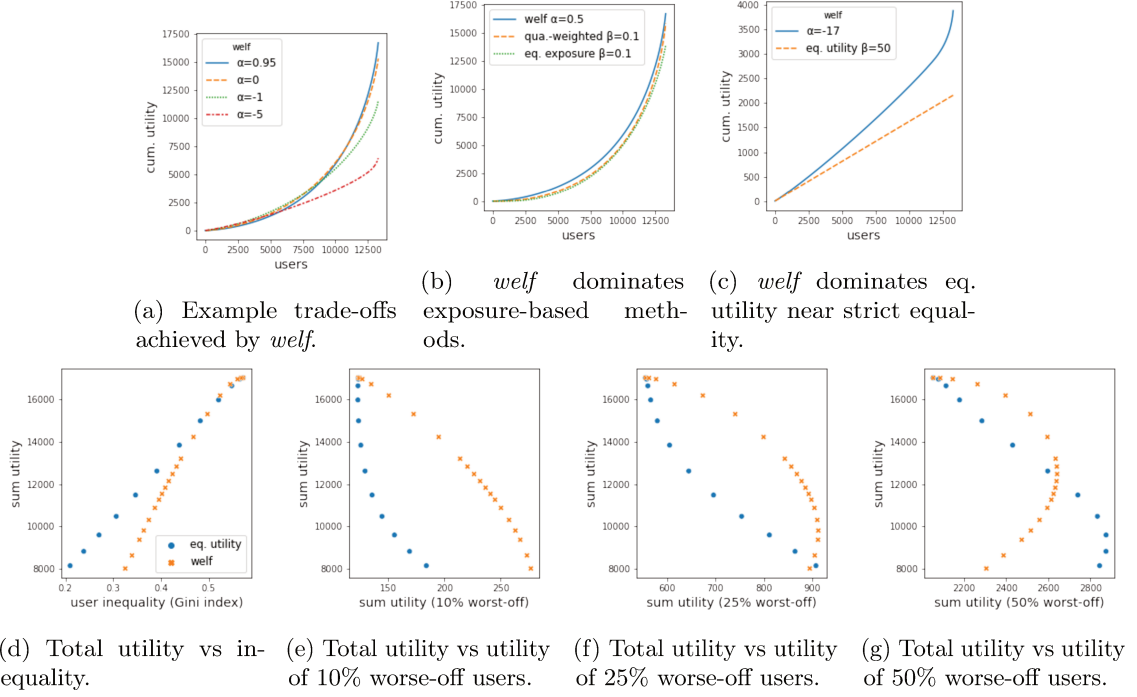 17500
15000
12500
10000
7500
5000
2500
0
cum. utility
welf
α=0.95
α=0
α=-1
α=-5
0 2500 5000 7500 10000 12500
users
17500
15000
12500
10000
7500
5000
2500
0
cum. utility
welf α=0.5
qua.-weighted β=0.1
eq. exposure β=0.1
0 2500 5000 7500 10000 12500
users
4000
3500
3000
2500
2000
1500
1000
500
0
cum. utility
welf
α=-17
eq. utility β=50
0 2500 5000 7500 10000 12500
users
(a) Example trade-offs
achieved by welf.
(b) welf dominates
exposure-based meth-
ods.
(c) welf dominates eq.
utility near strict equal-
ity.
16000
14000
12000
10000
8000
sum utility
eq. utility
welf
0.2 0.3 0.4 0.5
user inequality (Gini index)
16000
14000
12000
10000
8000
sum utility
150 200 250
sum utility (10% worst-off)
16000
14000
12000
10000
8000
sum utility
600 700 800 900
sum utility (25% worst-off)
16000
14000
12000
10000
8000
sum utility
2200 2400 2600 2800
sum utility (50% worst-off)
(d) Total utility vs in-
equality.
(e) Total utility vs utility
of 10% worse-off users.
(f) Total utility vs utility
of 25% worse-off users.
(g) Total utility vs utility
of 50% worse-off users.